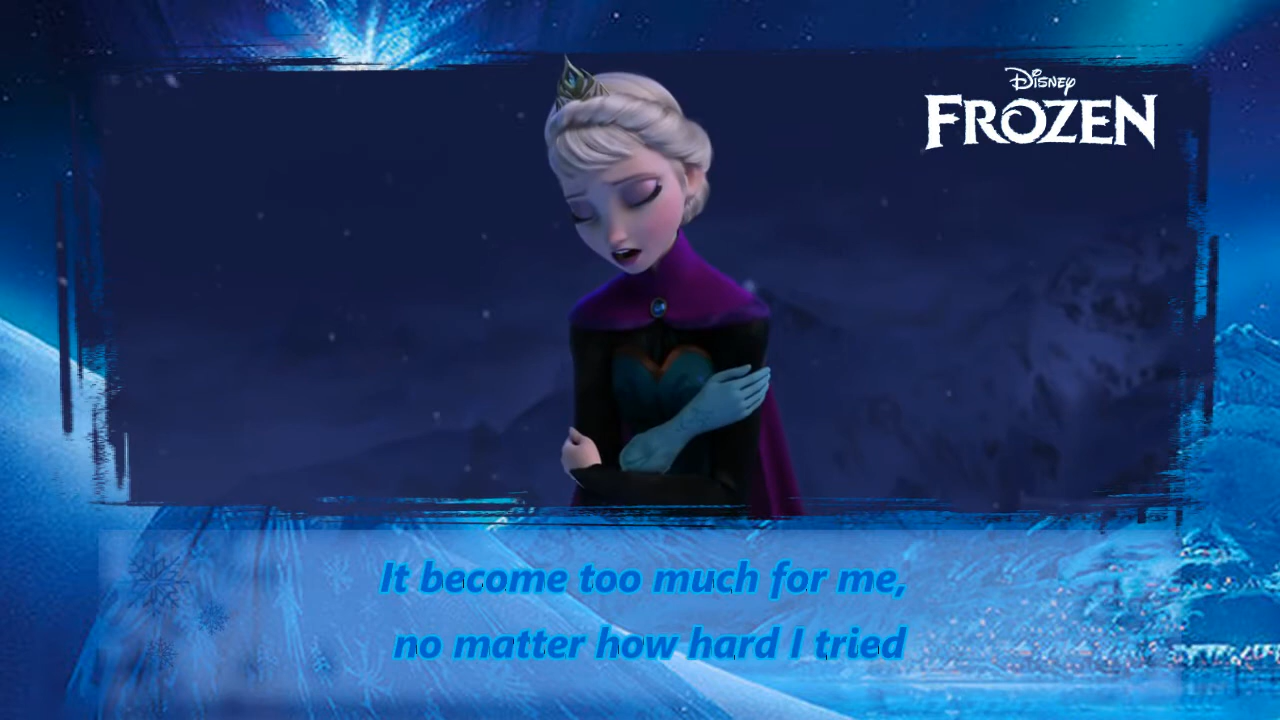 Disney
FROZEN
It become too much for me,
no matter how hard I tried